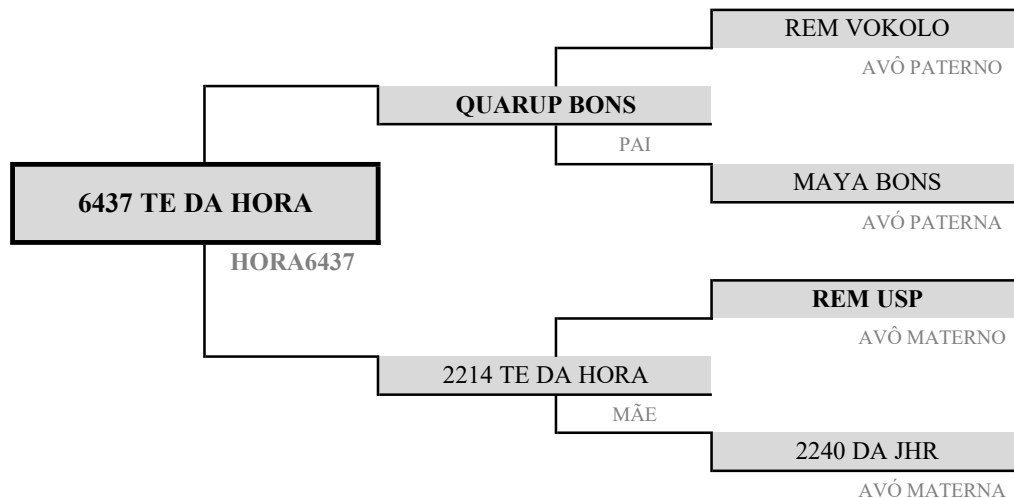 REM VOKOLO
AVÔ PATERNO
QUARUP BONS
PAI
MAYA BONS
AVÓ PATERNA
6437 TE DA HORA
HORA6437
REM USP
AVÔ MATERNO
2214 TE DA HORA
MÃE
2240 DA JHR
AVÓ MATERNA